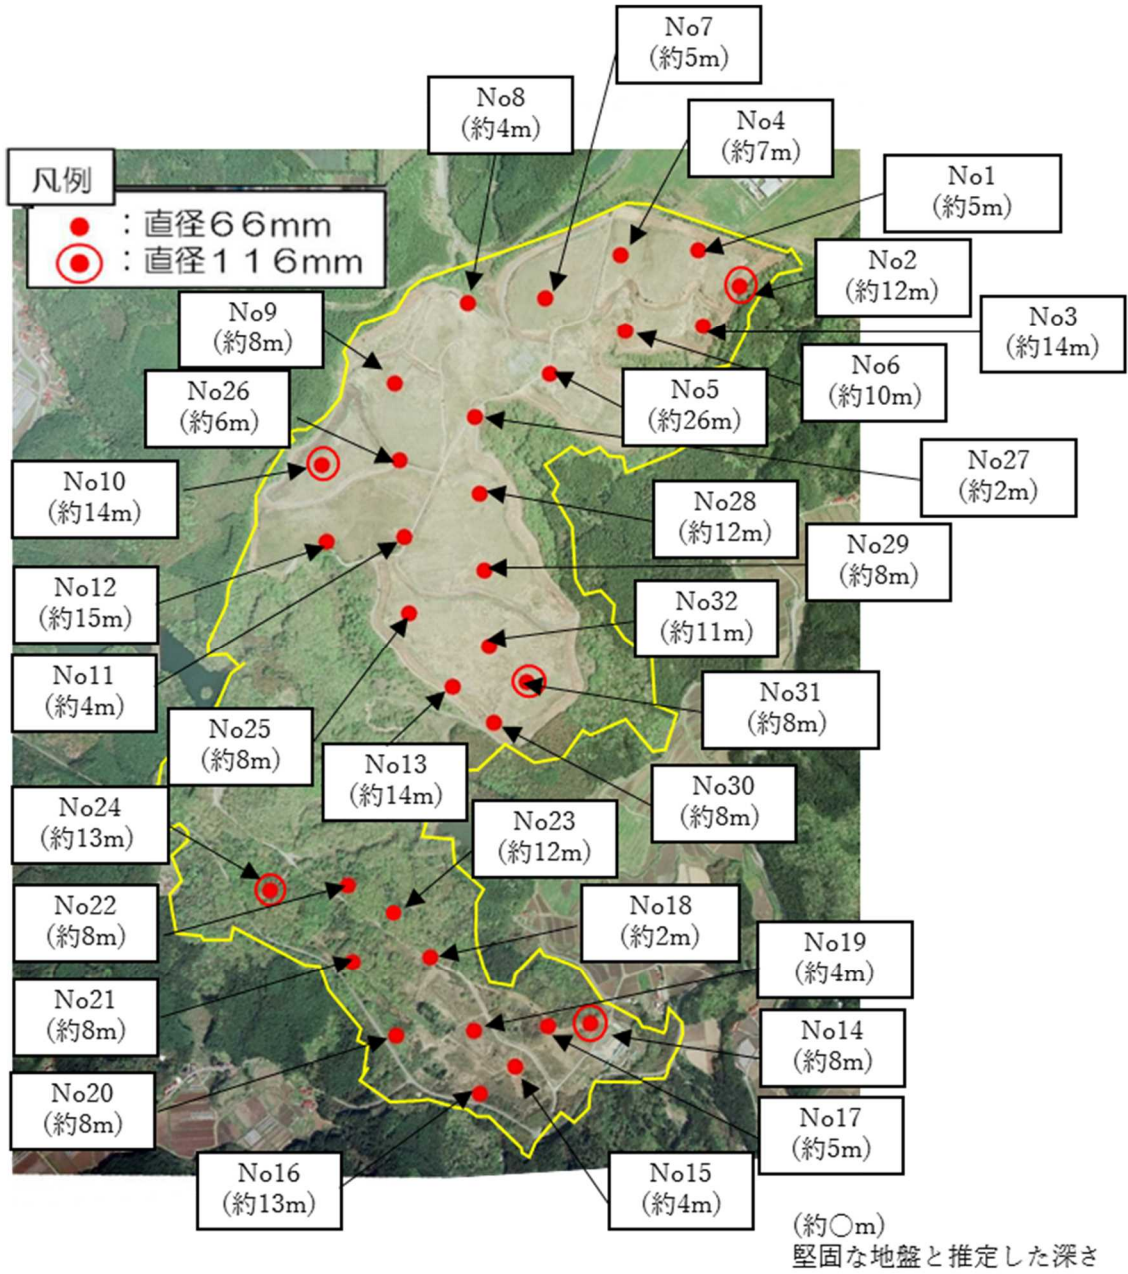 No7
(約5m)
No8
(約4m)
No4
(約7m)
凡例
No1
(約5m)
：直径６６mm
：直径１１６mm
No2
(約12m)
No9
(約8m)
No3
(約14m)
No6
(約10m)
No26
(約6m)
No5
(約26m)
No27
(約2m)
No10
(約14m)
No28
(約12m)
No29
(約8m)
No12
(約15m)
No32
(約11m)
No11
(約4m)
No31
(約8m)
No25
(約8m)
No13
(約14m)
No30
(約8m)
No24
(約13m)
No23
(約12m)
No22
(約8m)
No18
(約2m)
No19
(約4m)
No21
(約8m)
No14
(約8m)
No20
(約8m)
No17
(約5m)
No16
(約13m)
No15
(約4m)
(約○m)
堅固な地盤と推定した深さ